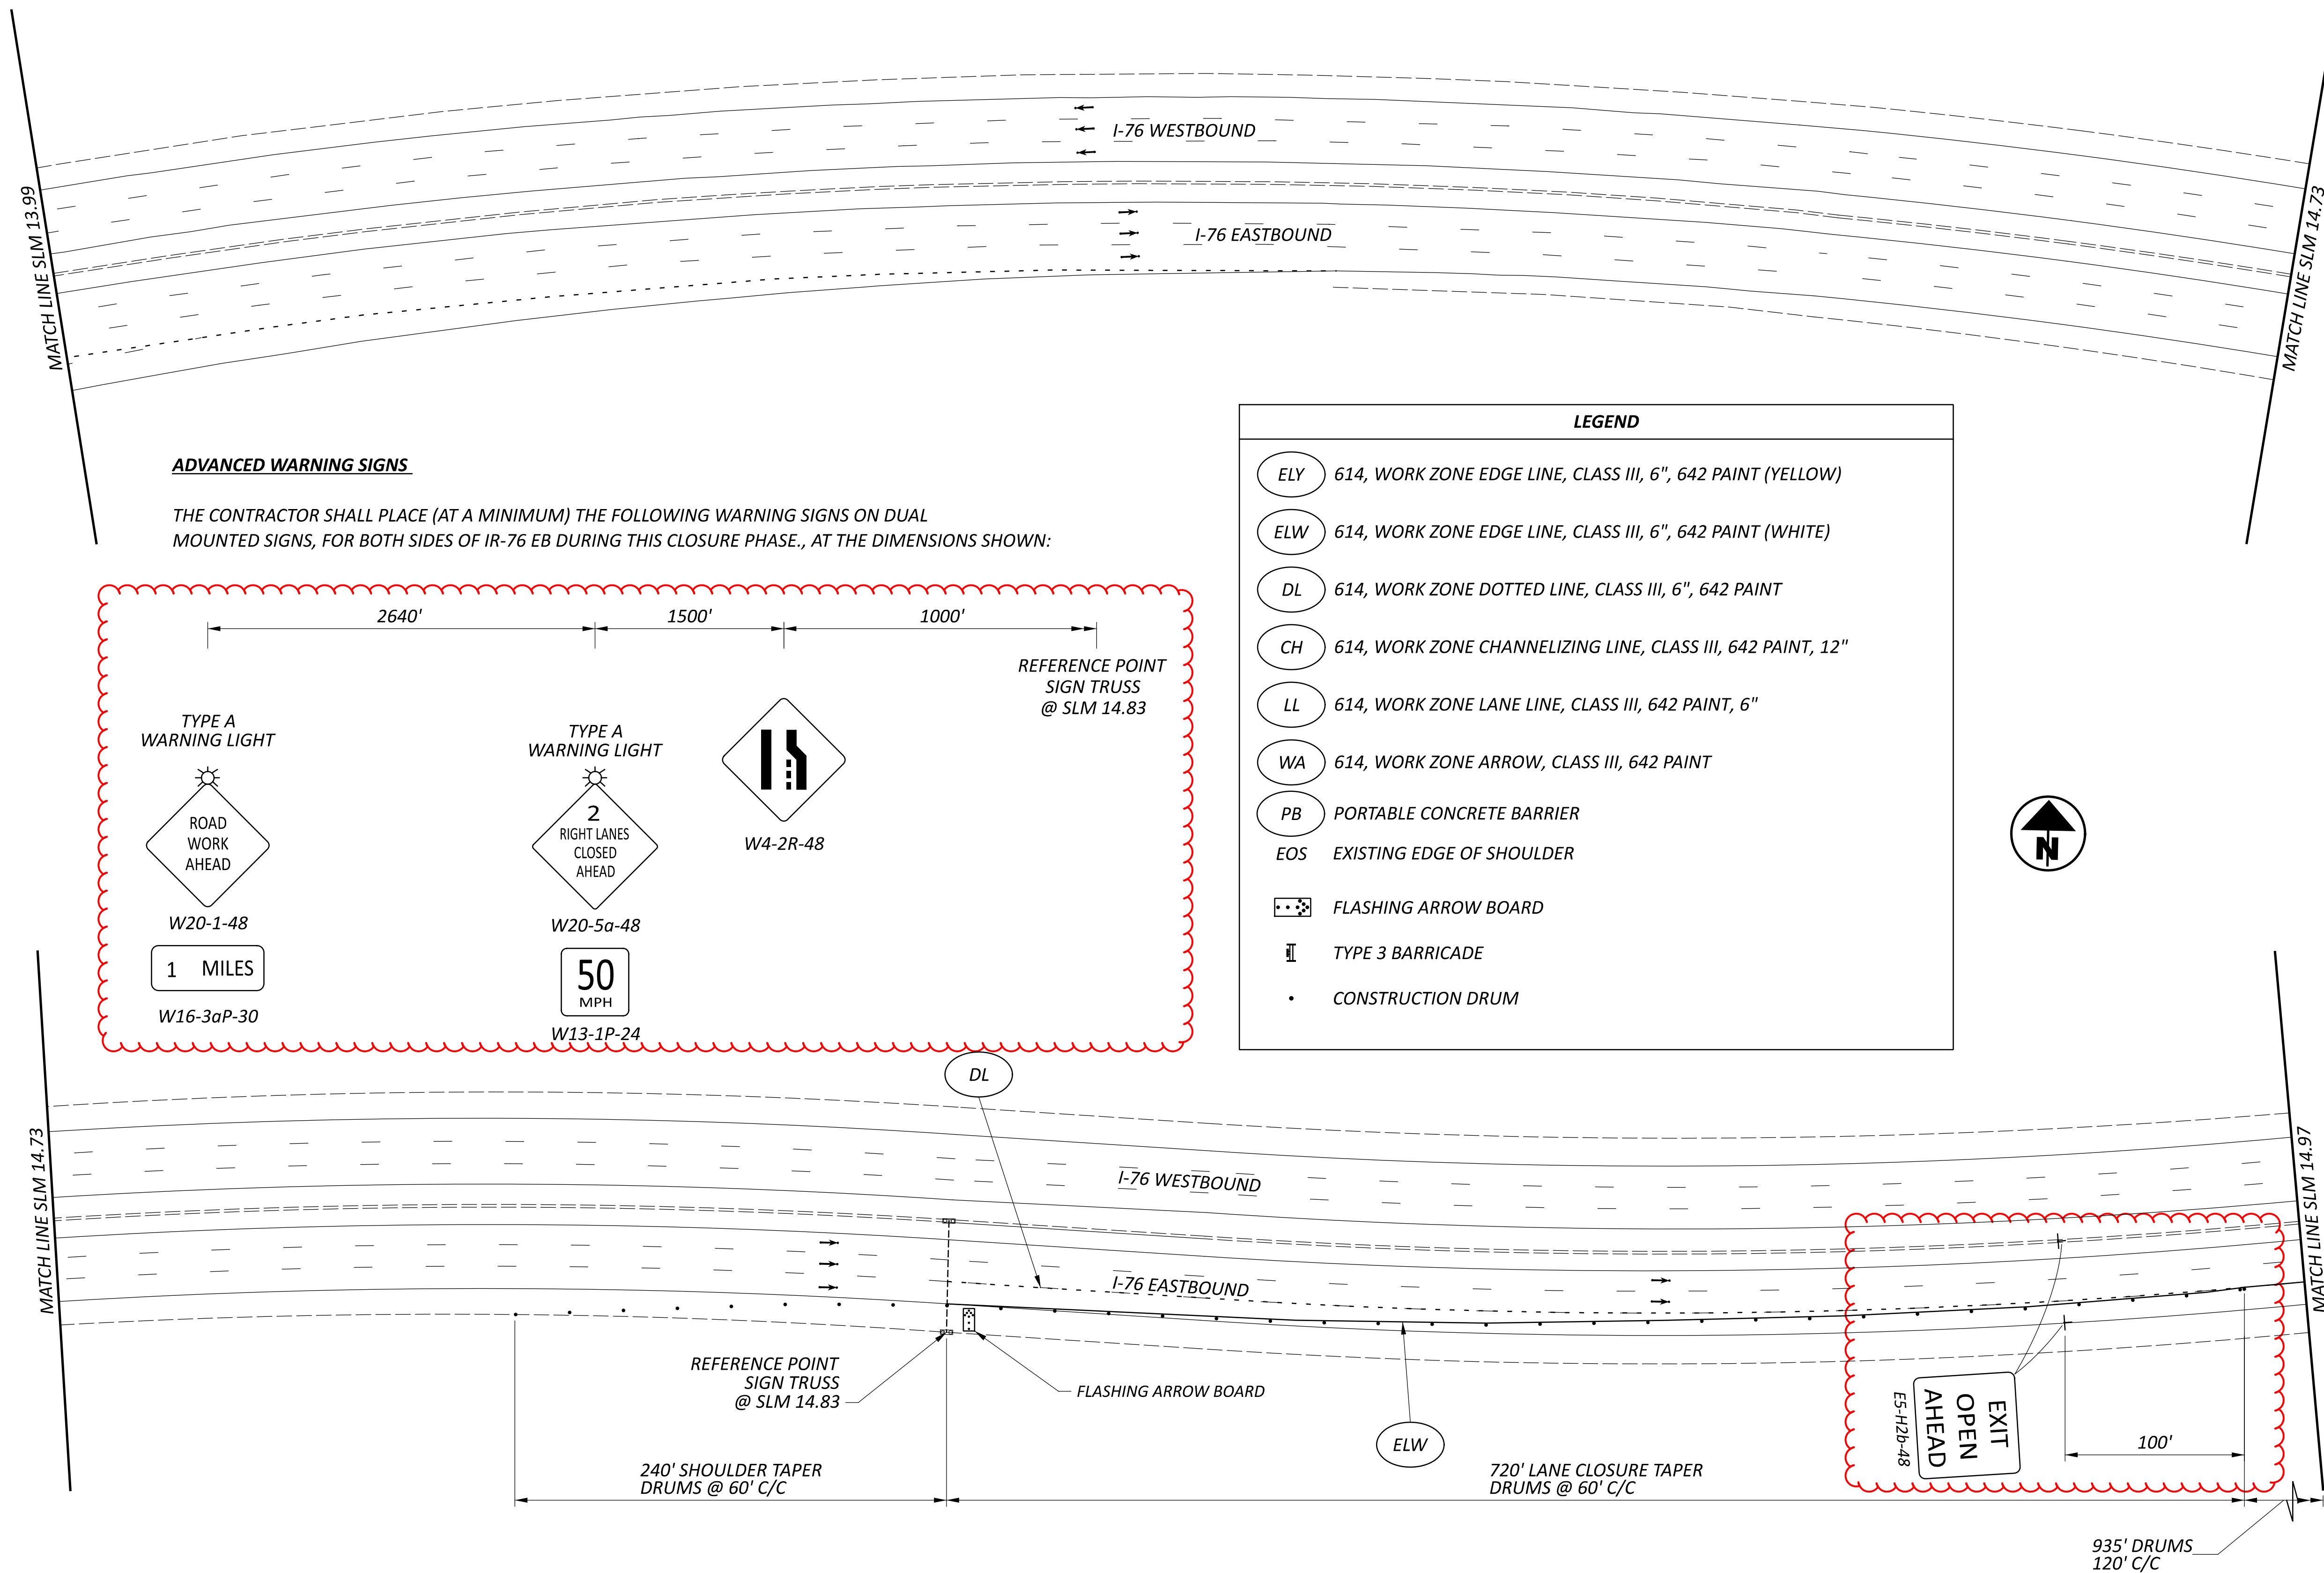 I-76 WESTBOUND
I-76 EASTBOUND
MATCH LINE SLM 13.99
MATCH LINE SLM 14.73
ADVANCED WARNING SIGNS
THE CONTRACTOR SHALL PLACE (AT A MINIMUM) THE FOLLOWING WARNING SIGNS ON DUAL
MOUNTED SIGNS, FOR BOTH SIDES OF IR-76 EB DURING THIS CLOSURE PHASE., AT THE DIMENSIONS SHOWN:
2640'
1500'
1000'
REFERENCE POINT
SIGN TRUSS
@ SLM 14.83
TYPE A
WARNING LIGHT
ROAD
WORK
AHEAD
W20-1-48
1 MILES
W16-3aP-30
TYPE A
WARNING LIGHT
2
RIGHT LANES
CLOSED
AHEAD
W20-5a-48
50
MPH
W13-1P-24
W4-2R-48
LEGEND
ELY 614, WORK ZONE EDGE LINE, CLASS III, 6", 642 PAINT (YELLOW)
ELW 614, WORK ZONE EDGE LINE, CLASS III, 6", 642 PAINT (WHITE)
DL 614, WORK ZONE DOTTED LINE, CLASS III, 6", 642 PAINT
CH 614, WORK ZONE CHANNELIZING LINE, CLASS III, 642 PAINT, 12"
LL 614, WORK ZONE LANE LINE, CLASS III, 642 PAINT, 6"
WA 614, WORK ZONE ARROW, CLASS III, 642 PAINT
PB PORTABLE CONCRETE BARRIER
EOS EXISTING EDGE OF SHOULDER
FLASHING ARROW BOARD
TYPE 3 BARRICADE
CONSTRUCTION DRUM
N
DL
MATCH LINE SLM 14.73
I-76 WESTBOUND
I-76 EASTBOUND
MATCH LINE SLM 14.97
REFERENCE POINT
SIGN TRUSS
@ SLM 14.83
FLASHING ARROW BOARD
ELW
EXIT
OPEN
AHEAD
E5-H2b-48
100'
240' SHOULDER TAPER
DRUMS @ 60' C/C
720' LANE CLOSURE TAPER
DRUMS @ 60' C/C
935' DRUMS
120' C/C